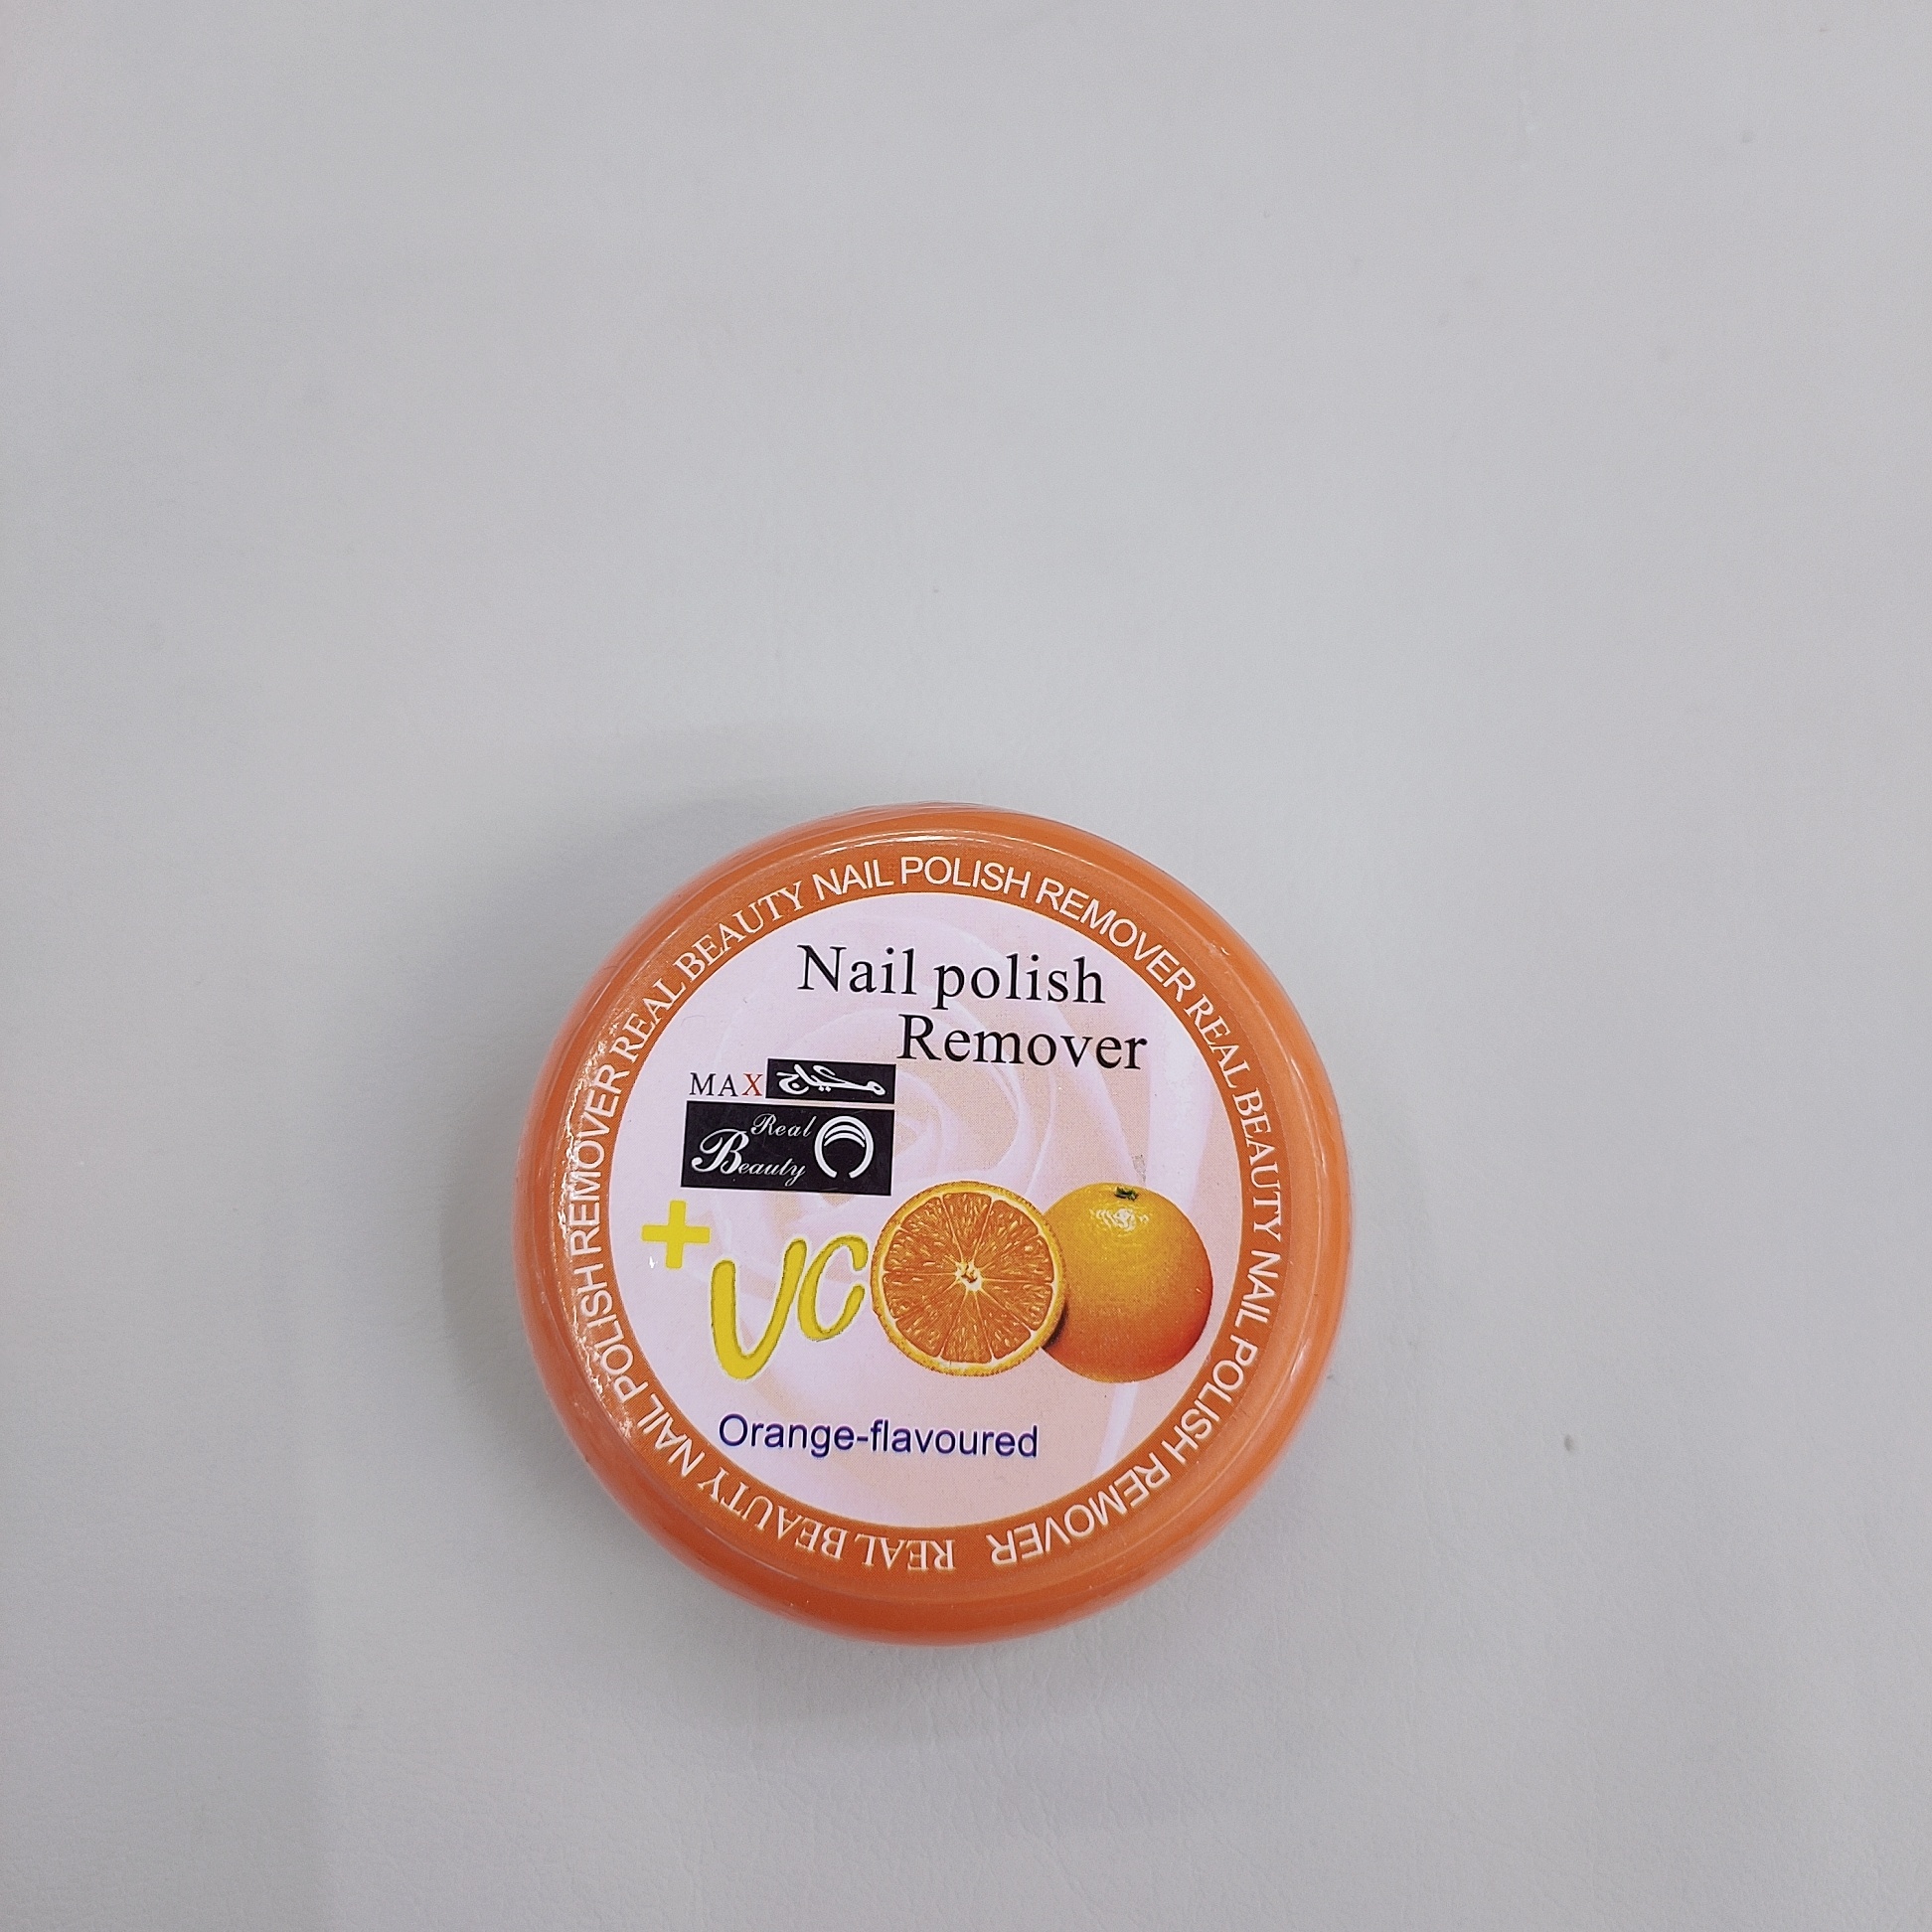 REAL BEAUTY NAIL POLISH REMOVER REAL BEAUTY NAIL POLISH REMOVER REAL BEAUTY NAIL POLISH REMOVER
Nail polish
Remover
MAX
Real
Beauty
+VC
Orange-flavoured